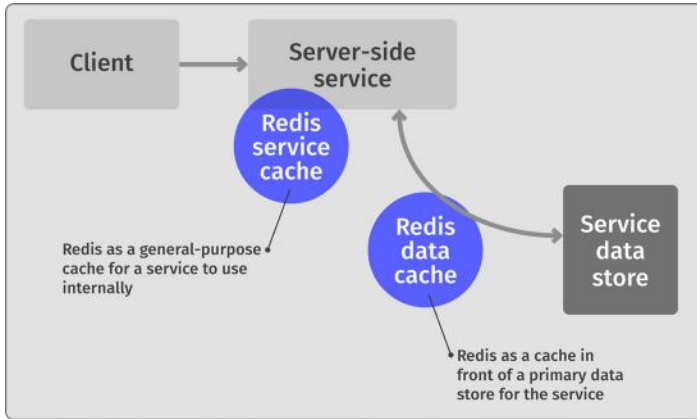 Client
Server-side
service
Redis
service
cache
Redis as a general-purpose
cache for a service to use
internally
Redis
data
cache
Service
data
store
Redis as a cache in
front of a primary data
store for the service